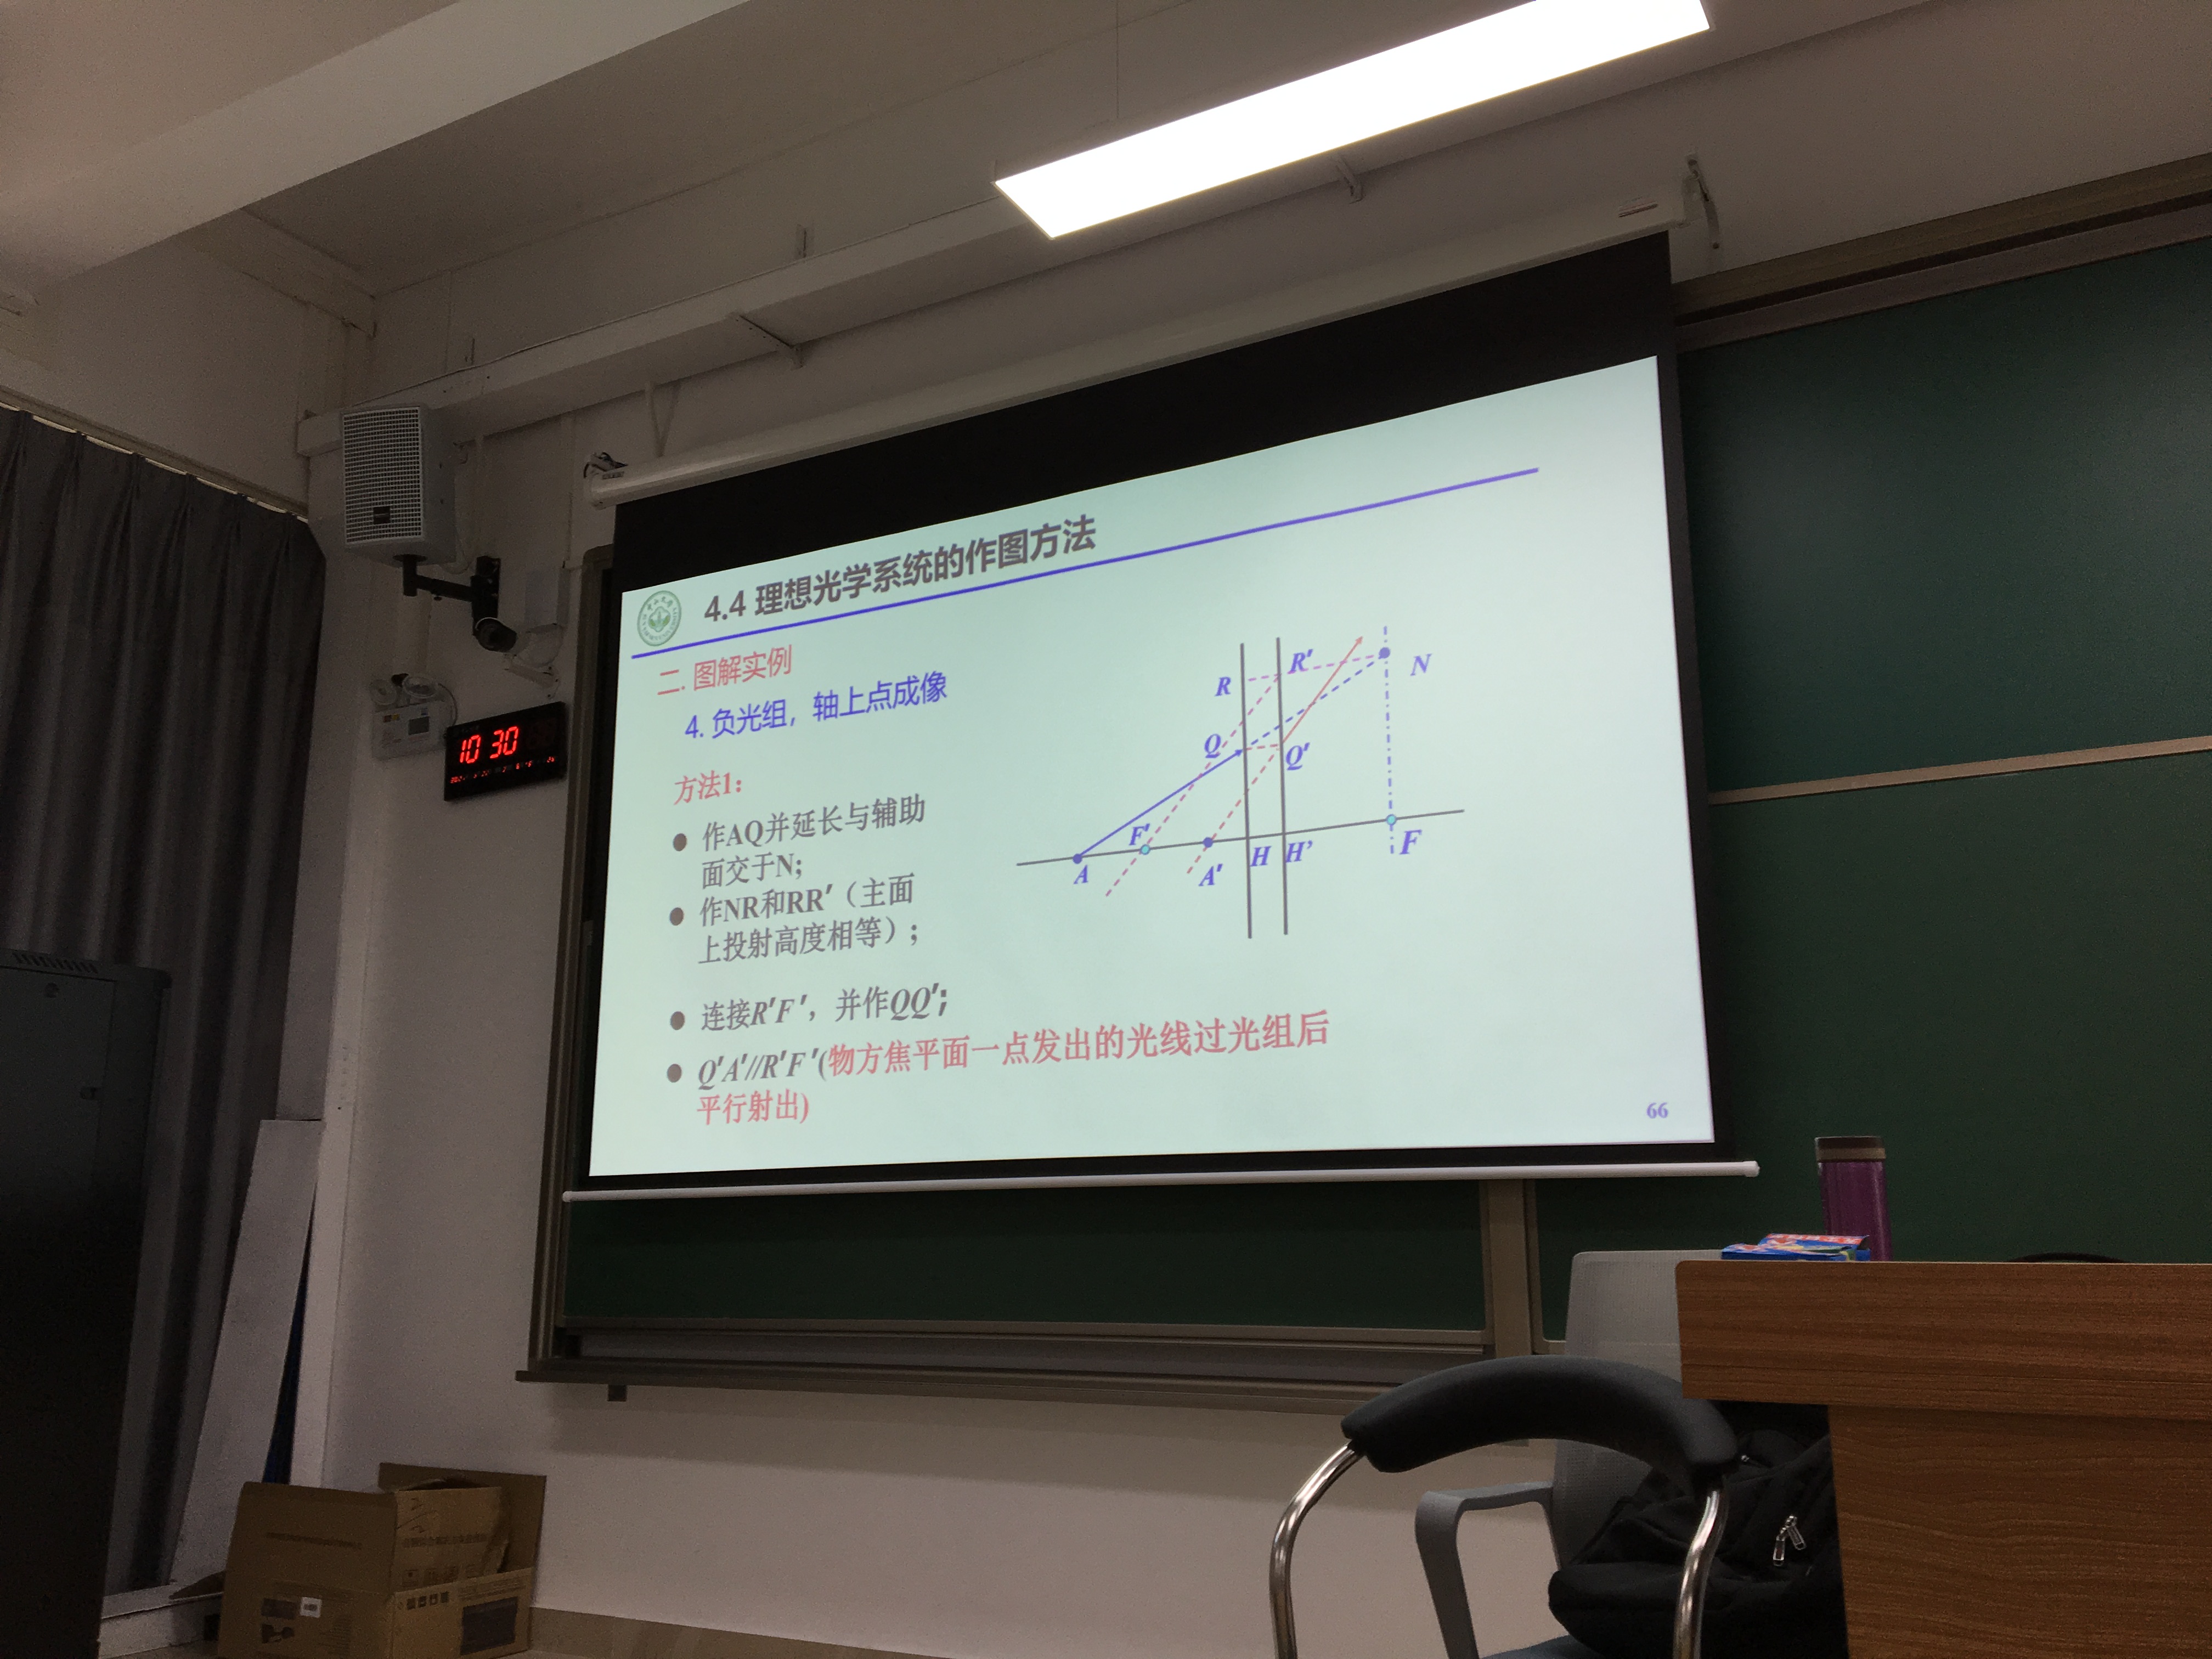 4.4 理想光学系统的作图方法
二. 图解实例
4. 负光组，轴上点成像
方法1：
● 作AQ并延长与辅助
面交于N；
● 作NR和RR′（主面
上投射高度相等）；
● 连接R′F′，并作QQ′；
● Q′A′//R′F′(物方焦平面一点发出的光线过光组后
平行射出)
R
R′
N
Q
Q′
F′
A
A′
H
H’
F
66
10 30